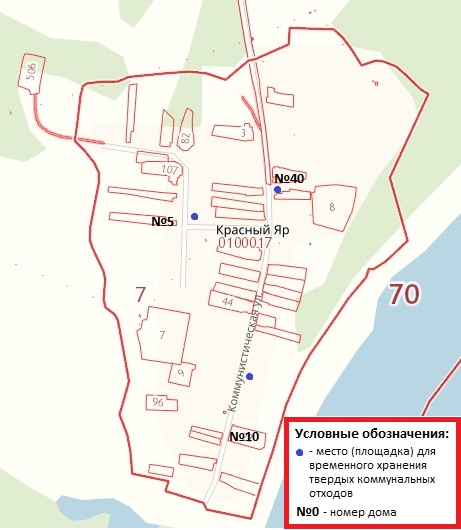 506
82
3
107
№40
8
№5
Красный Яр
0100017
7
70
44
7
9
Коммунистическая ул.
96
№10
Условные обозначения:
- место (площадка) для
временного хранения
твердых коммунальных
отходов
№0 - номер дома